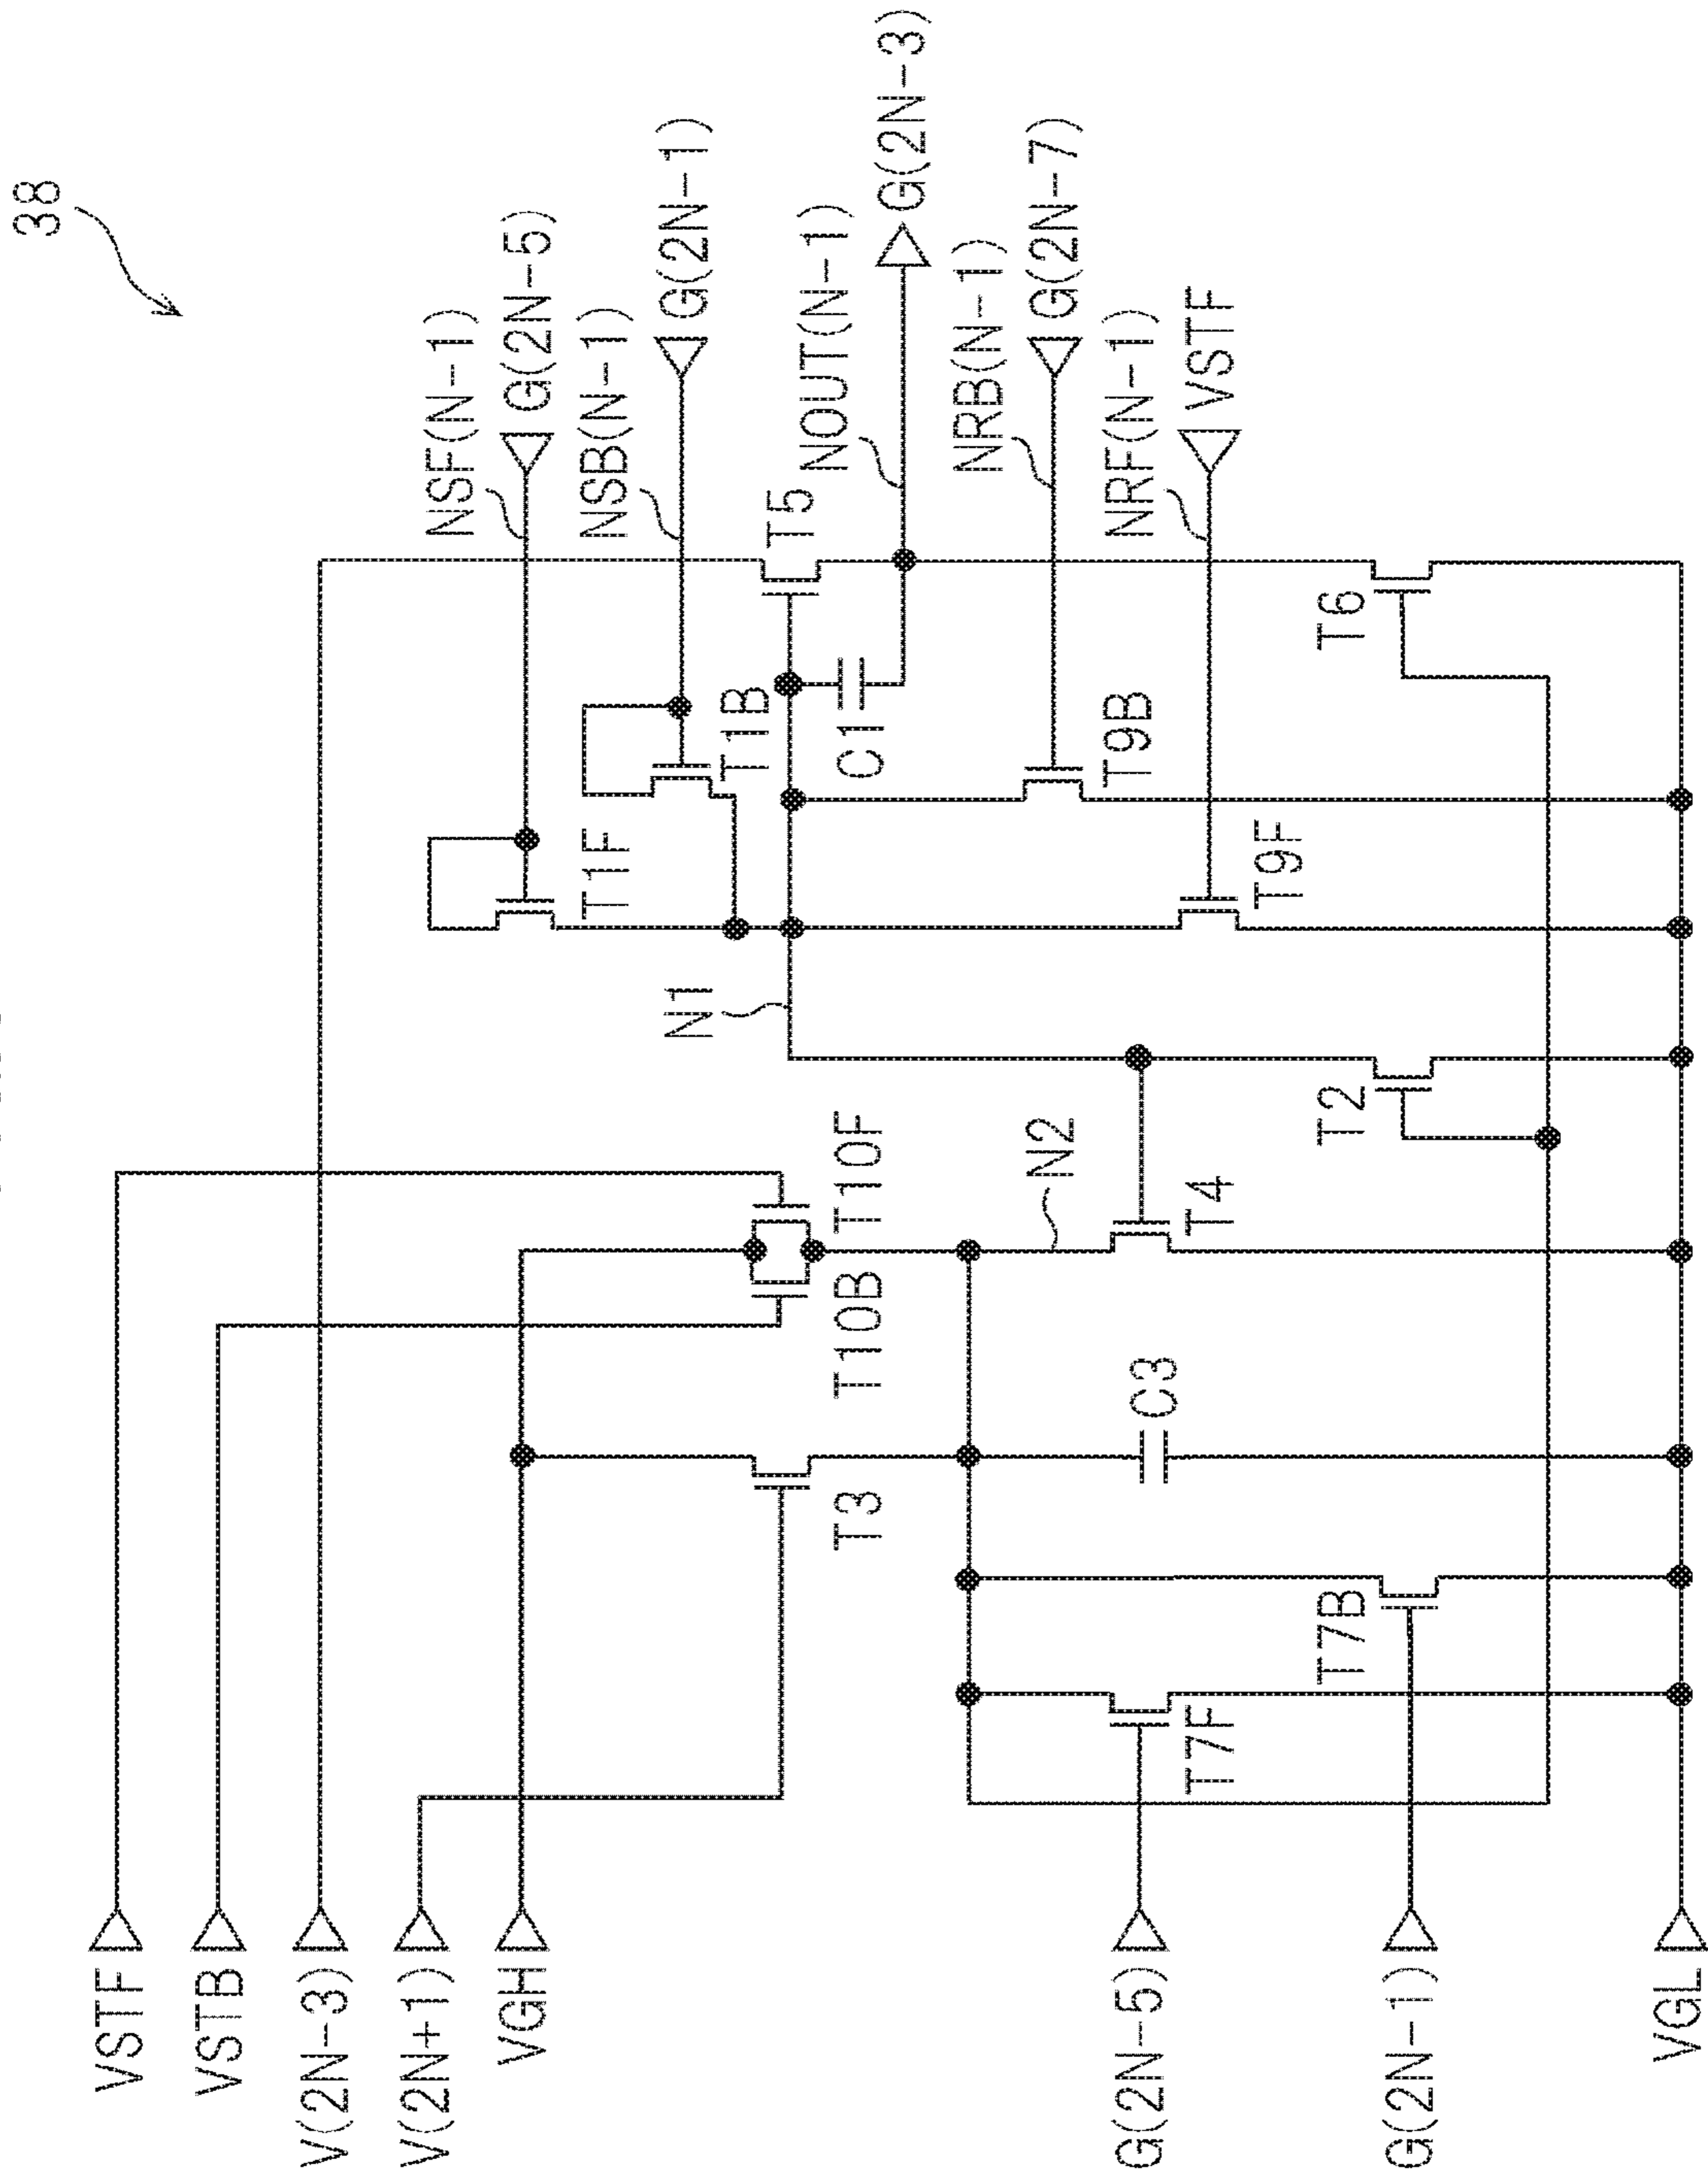 38
NSF(N-1)
G(2N-5)
NSB(N-1)
G(2N-1)
NOUT(N-1)
G(2N-3)
NRB(N-1)
G(2N-7)
NRF(N-1)
VSTF
T1F
T1B
T5
C1
T9B
T9F
T6
N1
T2
N2
T4
T10F
T10B
C3
T3
T7B
T7F
VSTF
VSTB
V(2N-3)
V(2N+1)
VGH
G(2N-5)
G(2N-1)
VGL